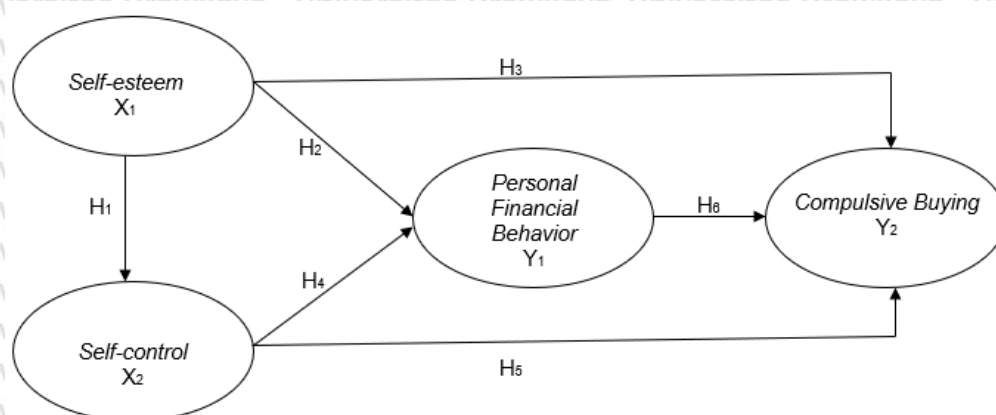 Self-esteem
X1
H3
H2
H1
Personal
Financial
Behavior
Y1
H6
Compulsive Buying
Y2
H4
Self-control
X2
H5